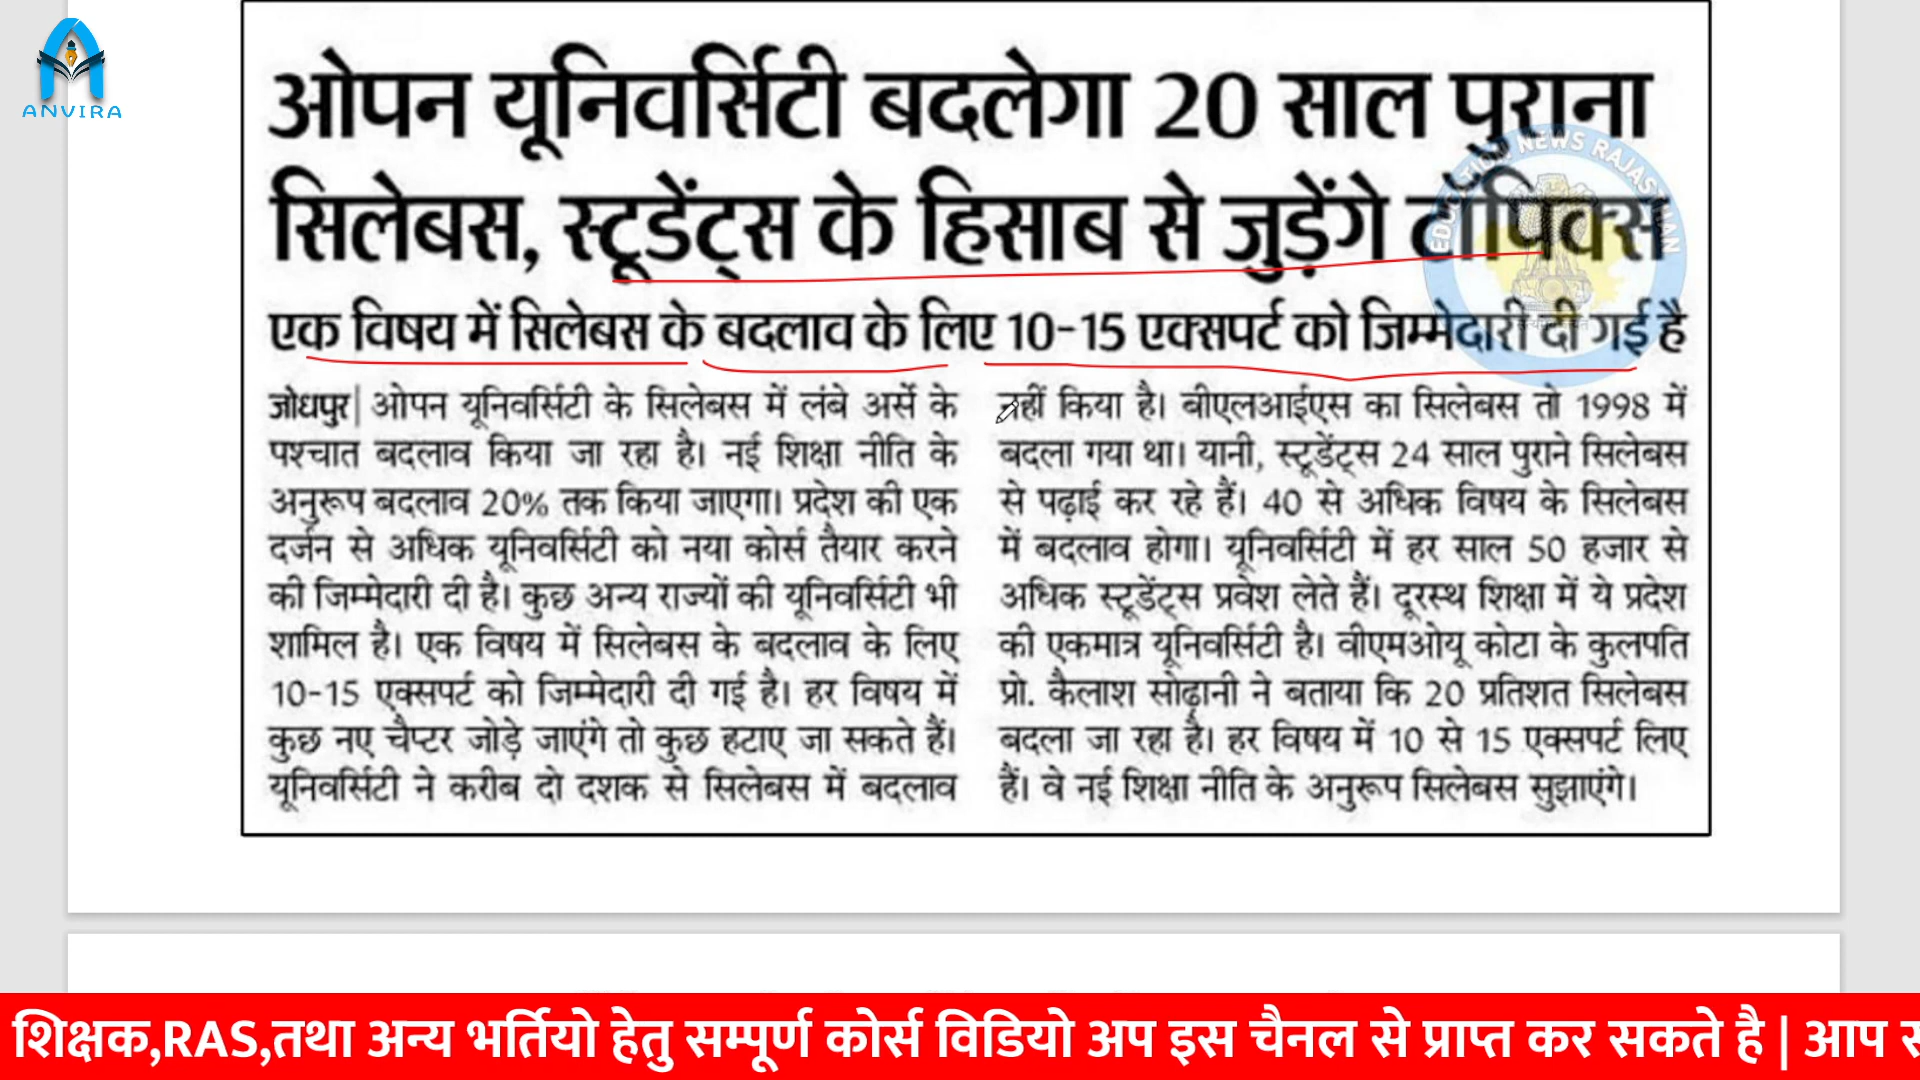 ANVIRA
ओपन यूनिवर्सिटी बदलेगा 20 साल पुराना
सिलेबस, स्टूडेंट्स के हिसाब से जुड़ेंगे टॉपिक्स
EDUCATION NEWS RAJASTHAN
एक विषय में सिलेबस के बदलाव के लिए 10-15 एक्सपर्ट को जिम्मेदारी दी गई है
जोधपुर| ओपन यूनिवर्सिटी के सिलेबस में लंबे अर्से के
पश्चात बदलाव किया जा रहा है। नई शिक्षा नीति के
अनुरूप बदलाव 20% तक किया जाएगा। प्रदेश की एक
दर्जन से अधिक यूनिवर्सिटी को नया कोर्स तैयार करने
की जिम्मेदारी दी है। कुछ अन्य राज्यों की यूनिवर्सिटी भी
शामिल है। एक विषय में सिलेबस के बदलाव के लिए
10-15 एक्सपर्ट को जिम्मेदारी दी गई है। हर विषय में
कुछ नए चैप्टर जोड़े जाएंगे तो कुछ हटाए जा सकते हैं।
यूनिवर्सिटी ने करीब दो दशक से सिलेबस में बदलाव
नहीं किया है। बीएलआईएस का सिलेबस तो 1998 में
बदला गया था। यानी, स्टूडेंट्स 24 साल पुराने सिलेबस
से पढ़ाई कर रहे हैं। 40 से अधिक विषय के सिलेबस
में बदलाव होगा। यूनिवर्सिटी में हर साल 50 हजार से
अधिक स्टूडेंट्स प्रवेश लेते हैं। दूरस्थ शिक्षा में ये प्रदेश
की एकमात्र यूनिवर्सिटी है। वीएमओयू कोटा के कुलपति
प्रो. कैलाश सोढ़ानी ने बताया कि 20 प्रतिशत सिलेबस
बदला जा रहा है। हर विषय में 10 से 15 एक्सपर्ट लिए
हैं। वे नई शिक्षा नीति के अनुरूप सिलेबस सुझाएंगे।
शिक्षक,RAS,तथा अन्य भर्तियो हेतु सम्पूर्ण कोर्स विडियो अप इस चैनल से प्राप्त कर सकते है | आप